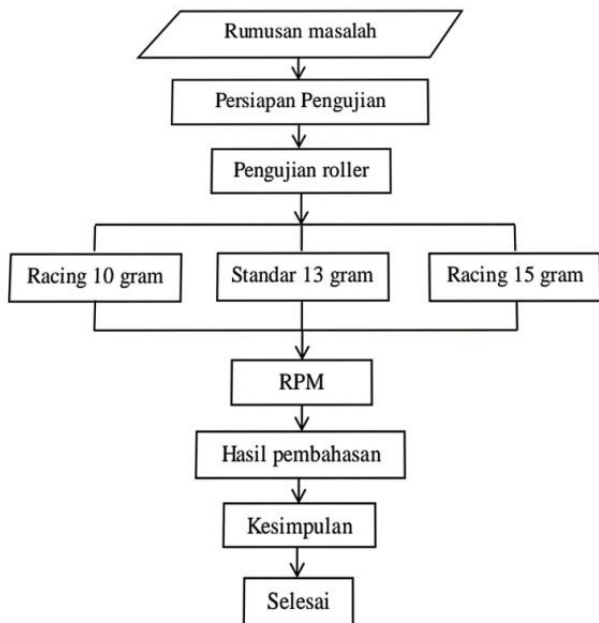 Rumusan masalah
Persiapan Pengujian
Pengujian roller
Racing 10 gram
Standar 13 gram
Racing 15 gram
RPM
Hasil pembahasan
Kesimpulan
Selesai